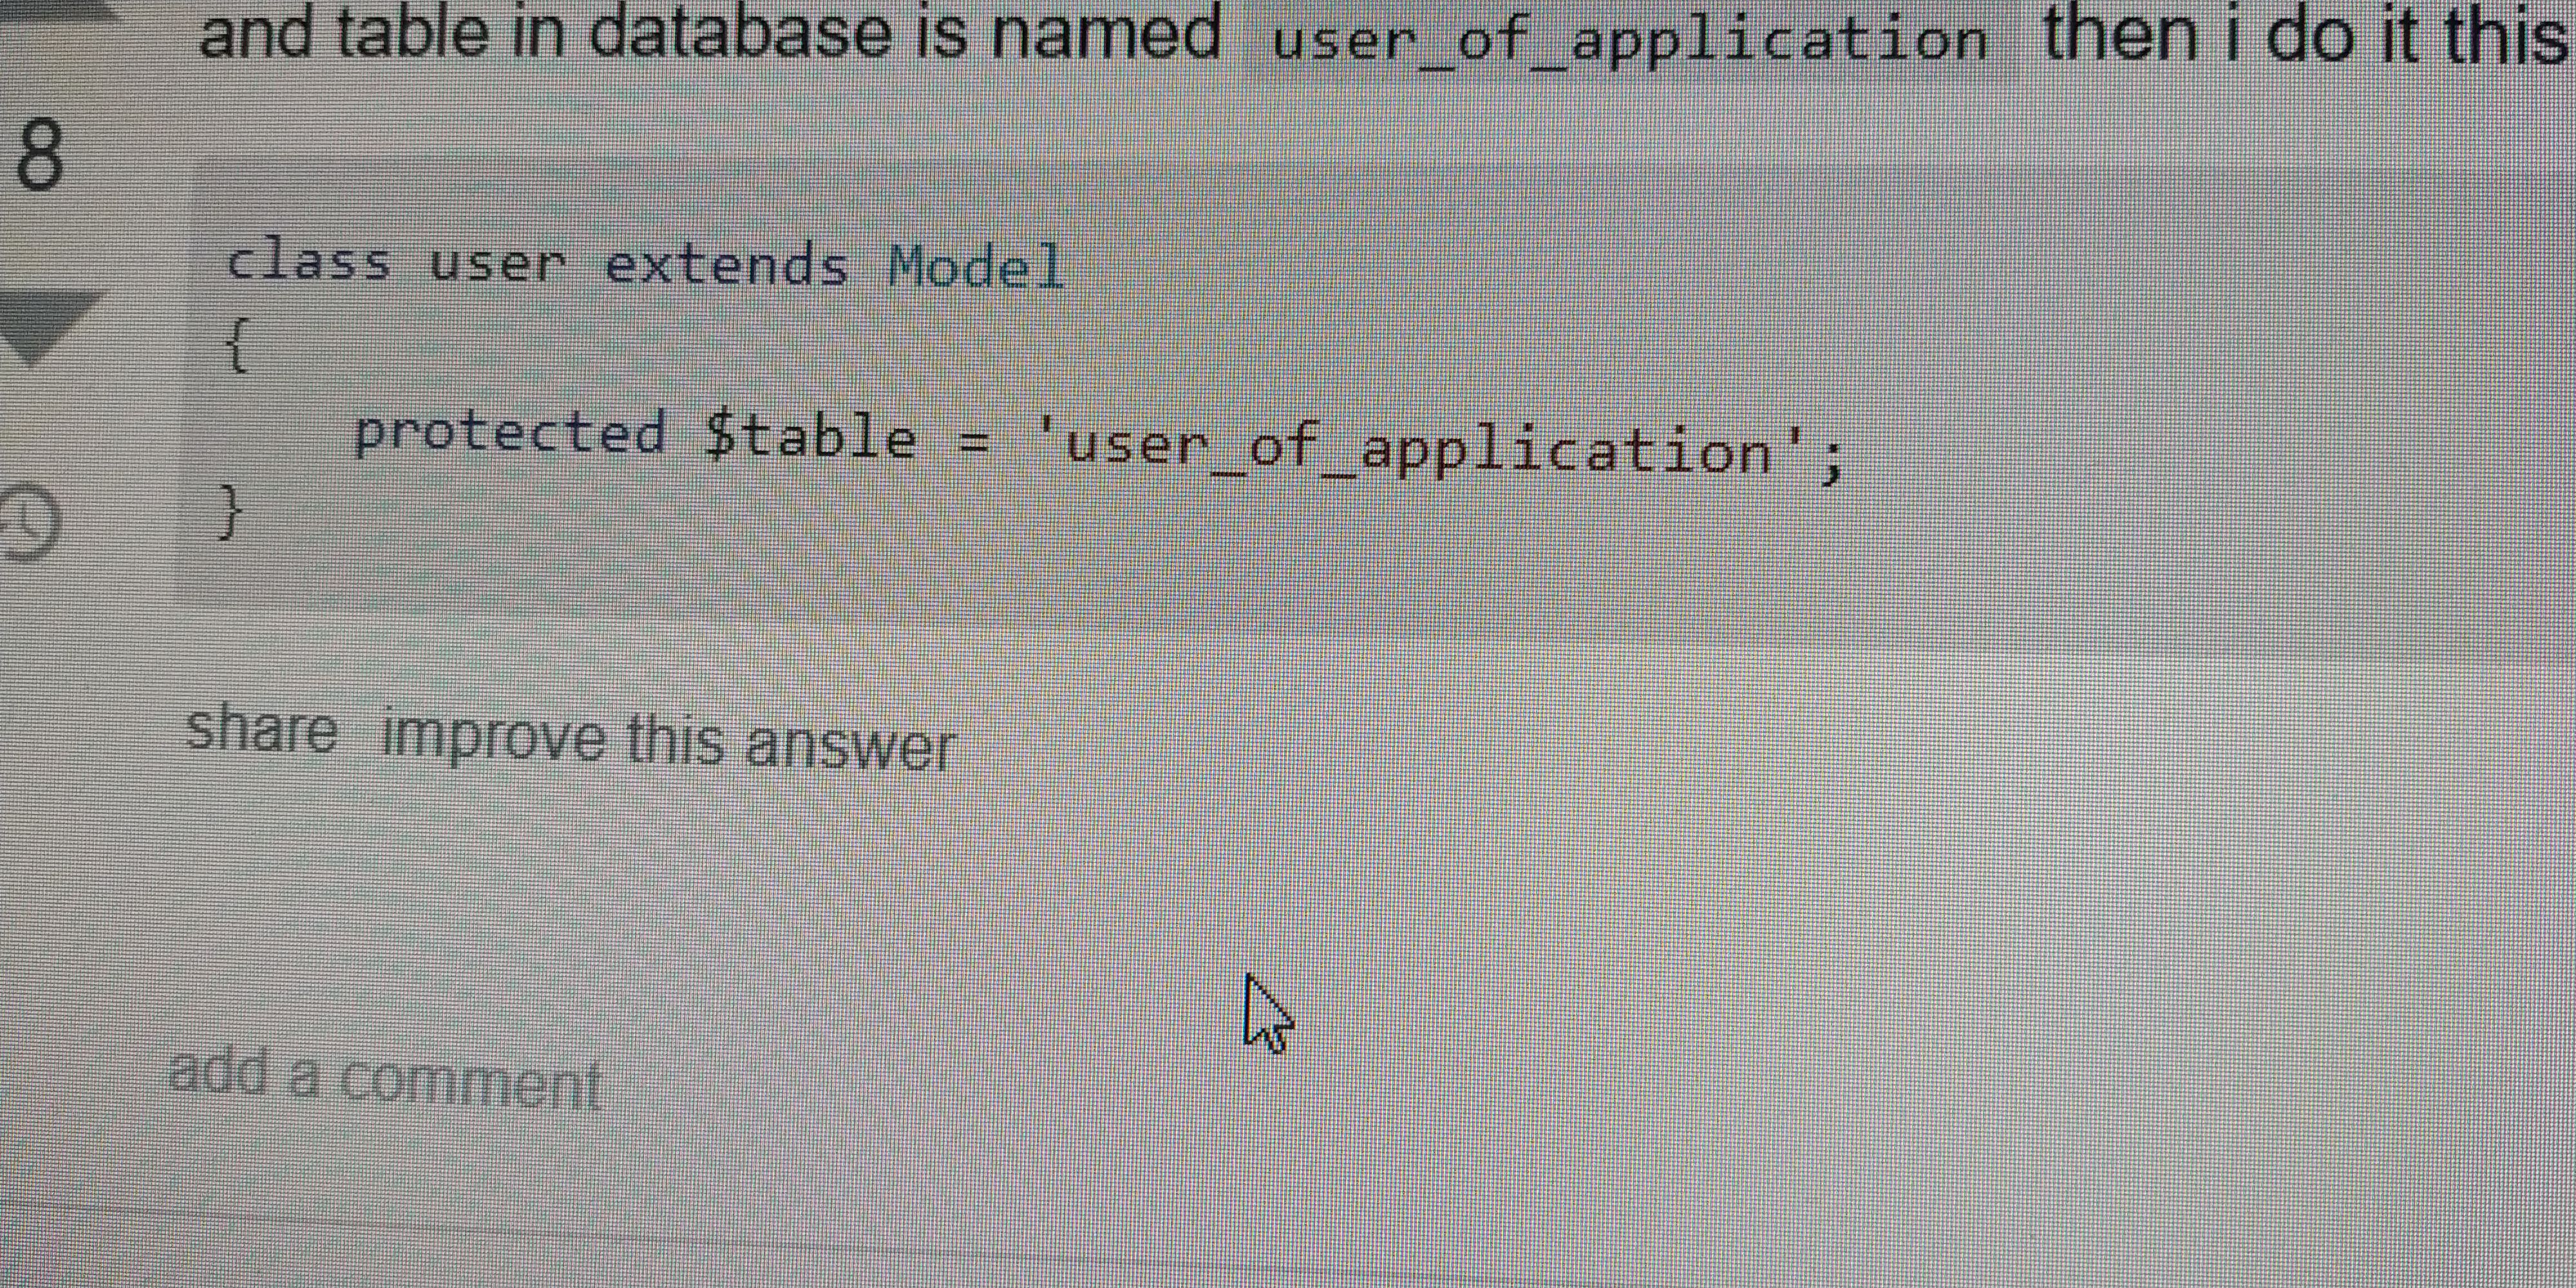 and table in database is named user_of_application then i do it this
8
class user extends Model
{
protected $table = 'user_of_application';
}
share improve this answer
add a comment